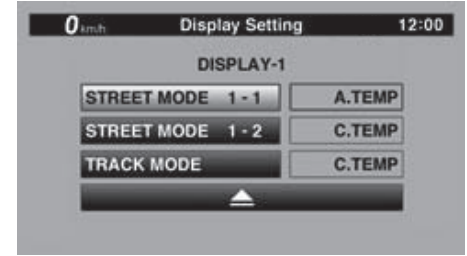 0 km/h Display Setting 12:00
DISPLAY-1
STREET MODE 1-1 A.TEMP
STREET MODE 1-2 C.TEMP
TRACK MODE C.TEMP